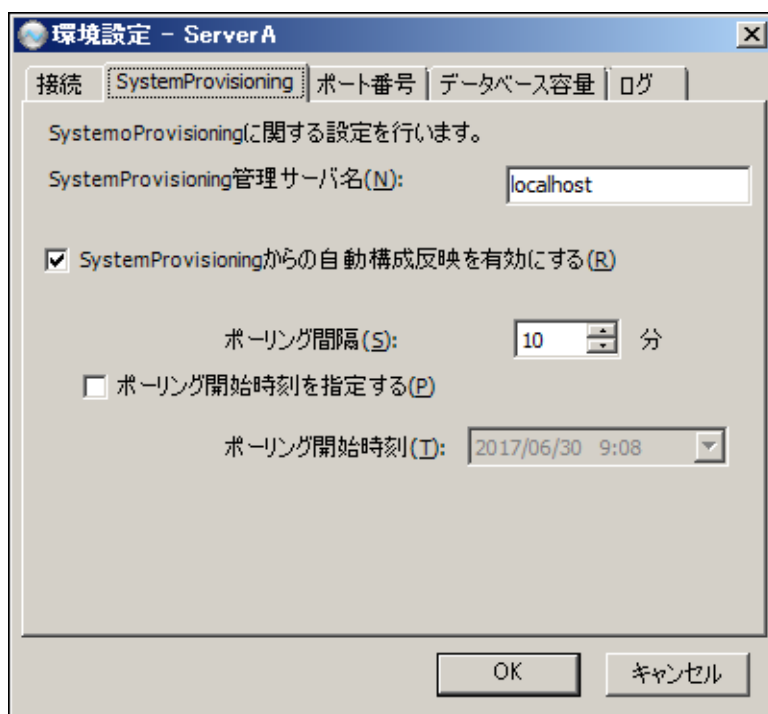 環境設定 - ServerA
接続 SystemProvisioning ポート番号 データベース容量 ログ
SystemoProvisioningに関する設定を行います。
SystemProvisioning管理サーバ名(N): localhost
SystemProvisioningからの自動構成反映を有効にする(R)
ポーリング間隔(S): 10 分
ポーリング開始時刻を指定する(P)
ポーリング開始時刻(T): 2017/06/30 9:08
OK キャンセル